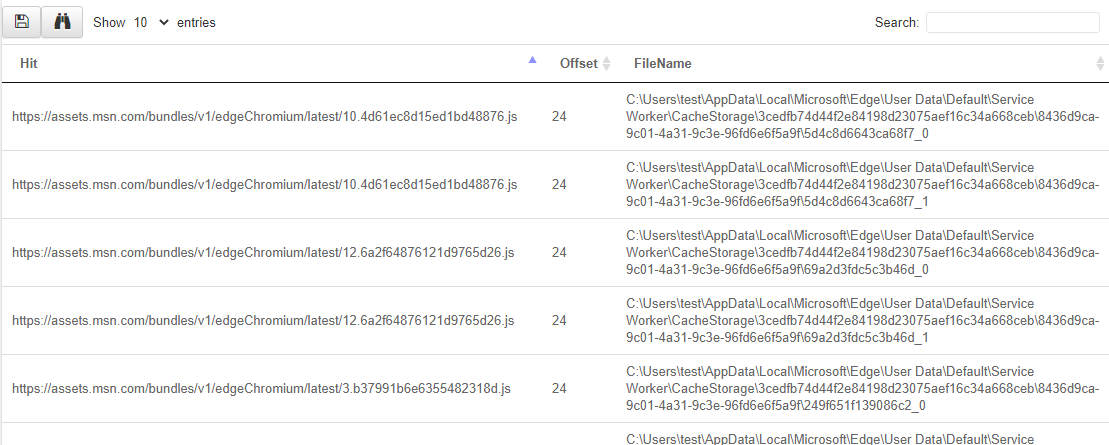 Show 10 entries Search:
Hit Offset FileName
https://assets.msn.com/bundles/v1/edgeChromium/latest/10.4d61ec8d15ed1bd48876.js 24 C:\Users\test\AppData\Local\Microsoft\Edge\User Data\Default\Service
Worker\CacheStorage\3cedfb74d44f2e84198d23075aef16c34a668ceb\8436d9ca-
9c01-4a31-9c3e-96fd6e6f5a9f\5d4c8d6643ca68f7_0
https://assets.msn.com/bundles/v1/edgeChromium/latest/10.4d61ec8d15ed1bd48876.js 24 C:\Users\test\AppData\Local\Microsoft\Edge\User Data\Default\Service
Worker\CacheStorage\3cedfb74d44f2e84198d23075aef16c34a668ceb\8436d9ca-
9c01-4a31-9c3e-96fd6e6f5a9f\5d4c8d6643ca68f7_1
https://assets.msn.com/bundles/v1/edgeChromium/latest/12.6a2f64876121d9765d26.js 24 C:\Users\test\AppData\Local\Microsoft\Edge\User Data\Default\Service
Worker\CacheStorage\3cedfb74d44f2e84198d23075aef16c34a668ceb\8436d9ca-
9c01-4a31-9c3e-96fd6e6f5a9f\69a2d3fdc5c3b46d_0
https://assets.msn.com/bundles/v1/edgeChromium/latest/12.6a2f64876121d9765d26.js 24 C:\Users\test\AppData\Local\Microsoft\Edge\User Data\Default\Service
Worker\CacheStorage\3cedfb74d44f2e84198d23075aef16c34a668ceb\8436d9ca-
9c01-4a31-9c3e-96fd6e6f5a9f\69a2d3fdc5c3b46d_1
https://assets.msn.com/bundles/v1/edgeChromium/latest/3.b37991b6e6355482318d.js 24 C:\Users\test\AppData\Local\Microsoft\Edge\User Data\Default\Service
Worker\CacheStorage\3cedfb74d44f2e84198d23075aef16c34a668ceb\8436d9ca-
9c01-4a31-9c3e-96fd6e6f5a9f\249f651f139086c2_0
C:\Users\test\AppData\Local\Microsoft\Edge\User Data\Default\Service